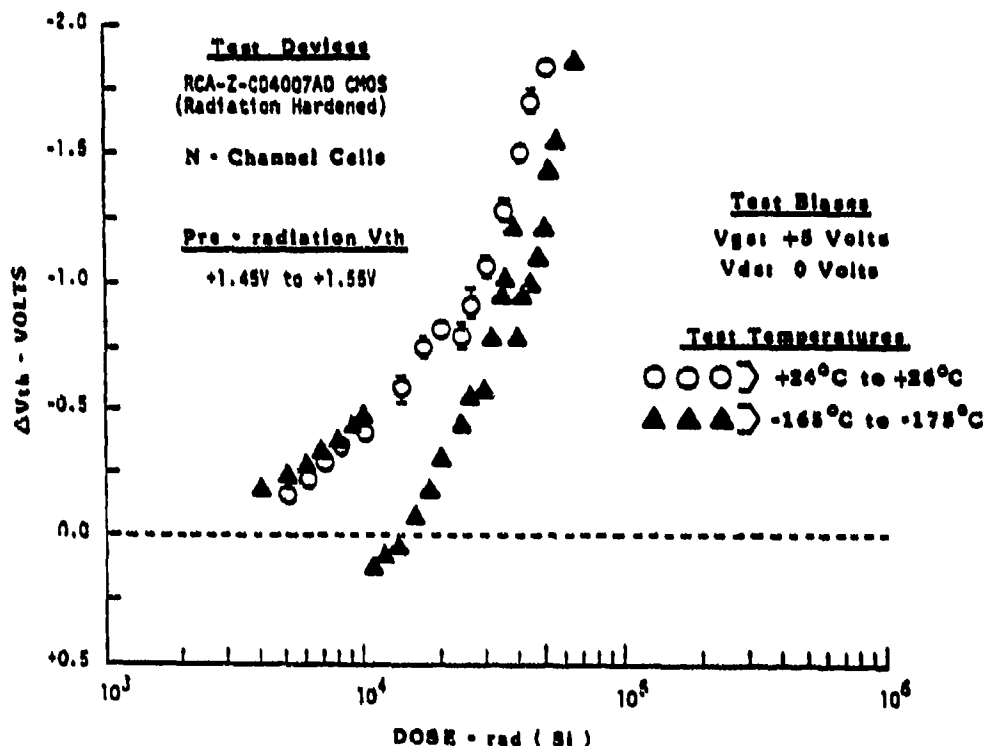 -2.0
-1.5
-1.0
-0.5
0.0
+0.5
ΔVth - VOLTS
Test Devices
RCA-Z-CD4007AD CMOS
(Radiation Hardened)
N - Channel Cells
Pre - radiation Vth
+1.45V to +1.55V
Test Biases
Vgs: +5 Volts
Vds: 0 Volts
Test Temperatures
+24°C to +26°C
-165°C to -175°C
10³
10⁴
10⁵
10⁶
DOSE - rad ( Si )